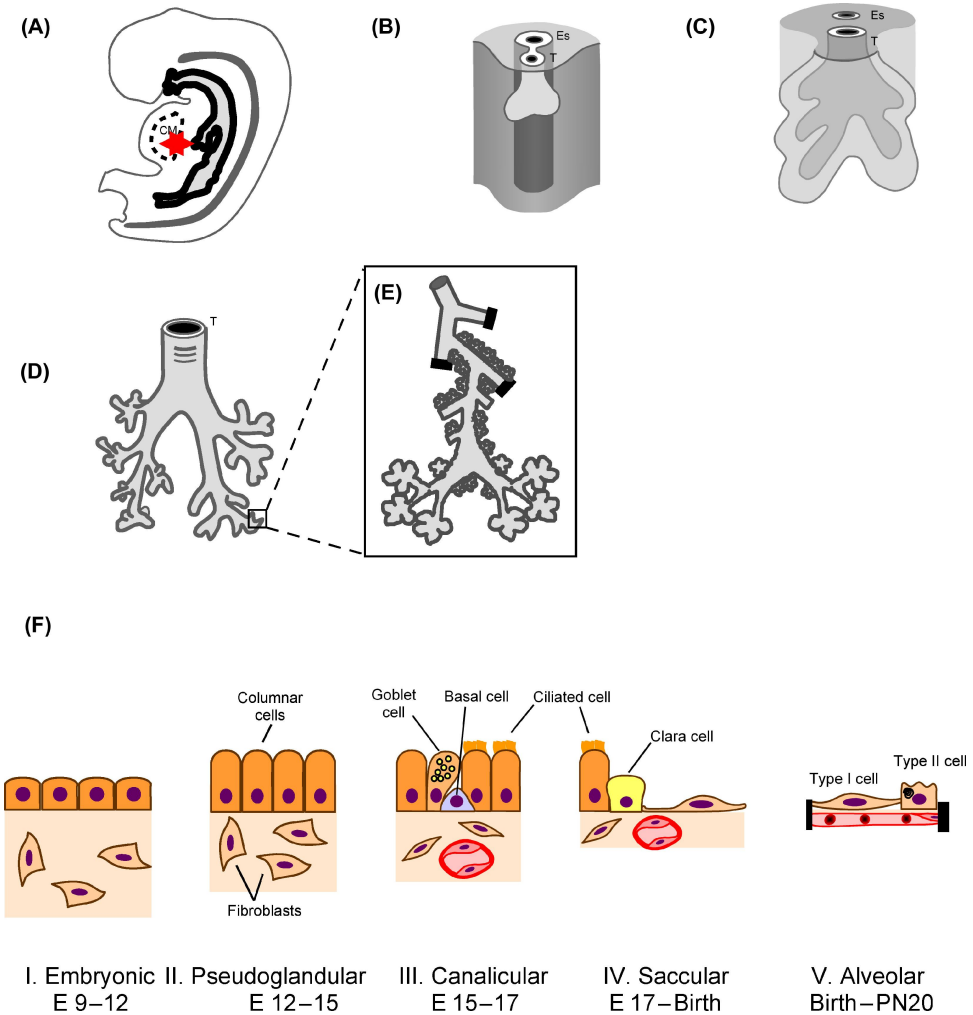 (A)
CM
(B)
Es
T
(C)
Es
T
(D)
T
(E)
(F)
Columnar
cells
Fibroblasts
Goblet
cell
Basal cell
Ciliated cell
Clara cell
Type I cell
Type II cell
I. Embryonic
E 9–12
II. Pseudoglandular
E 12–15
III. Canalicular
E 15–17
IV. Saccular
E 17–Birth
V. Alveolar
Birth–PN20